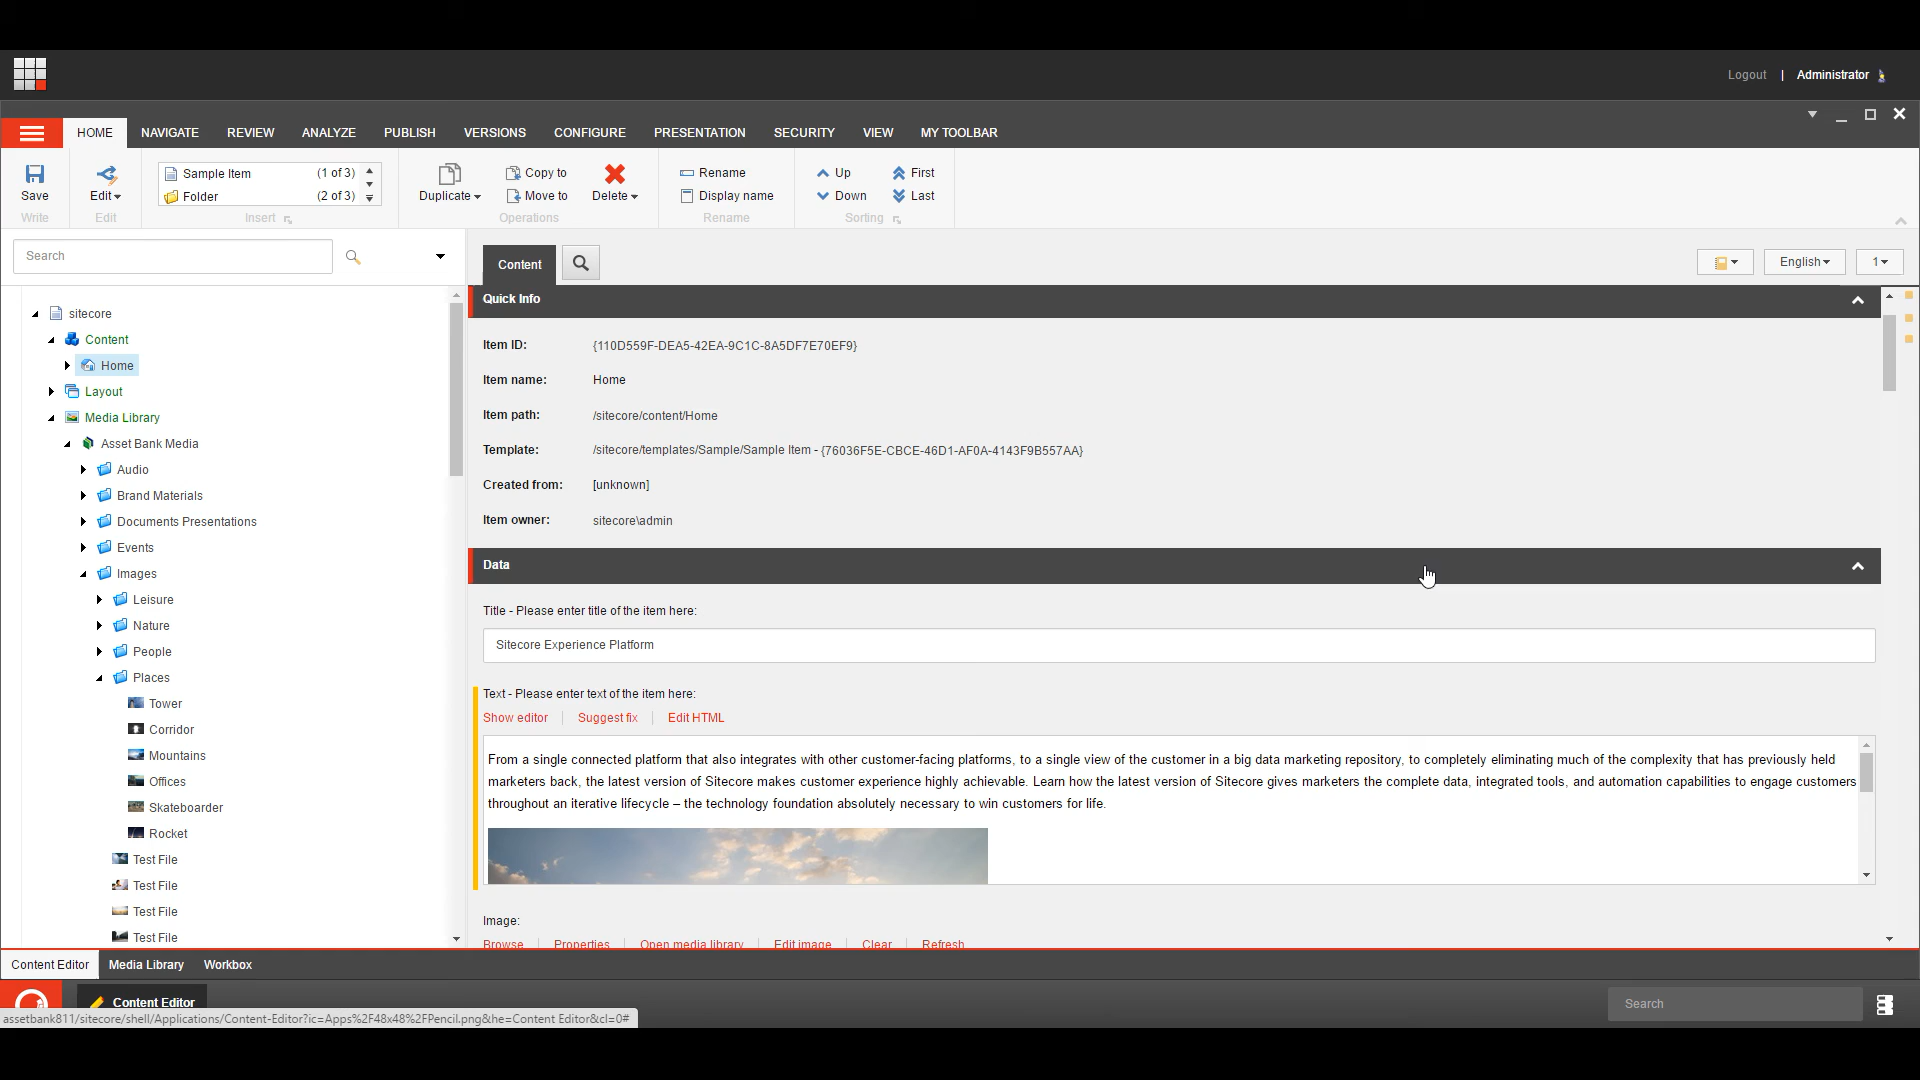 Logout | Administrator
HOME NAVIGATE REVIEW ANALYZE PUBLISH VERSIONS CONFIGURE PRESENTATION SECURITY VIEW MY TOOLBAR
Save
Write
Edit
Edit
Sample Item (1 of 3)
Folder (2 of 3)
Insert
Duplicate
Copy to
Move to
Delete
Operations
Rename
Display name
Rename
Up
Down
First
Last
Sorting
Search
Content
English
1
sitecore
Content
Home
Layout
Media Library
Asset Bank Media
Audio
Brand Materials
Documents Presentations
Events
Images
Leisure
Nature
People
Places
Tower
Corridor
Mountains
Offices
Skateboarder
Rocket
Test File
Test File
Test File
Test File
Quick Info
Item ID: {110D559F-DEA5-42EA-9C1C-8A5DF7E70EF9}
Item name: Home
Item path: /sitecore/content/Home
Template: /sitecore/templates/Sample/Sample Item - {76036F5E-CBCE-46D1-AF0A-4143F9B557AA}
Created from: [unknown]
Item owner: sitecore\admin
Data
Title - Please enter title of the item here:
Sitecore Experience Platform
Text - Please enter text of the item here:
Show editor Suggest fix Edit HTML
From a single connected platform that also integrates with other customer-facing platforms, to a single view of the customer in a big data marketing repository, to completely eliminating much of the complexity that has previously held
marketers back, the latest version of Sitecore makes customer experience highly achievable. Learn how the latest version of Sitecore gives marketers the complete data, integrated tools, and automation capabilities to engage customers
throughout an iterative lifecycle – the technology foundation absolutely necessary to win customers for life.
Image:
Browse Properties Open media library Edit image Clear Refresh
Content Editor Media Library Workbox
Content Editor
Search
assetbank811/sitecore/shell/Applications/Content-Editor?ic=Apps%2F48x48%2FPencil.png&he=Content Editor&cl=0#